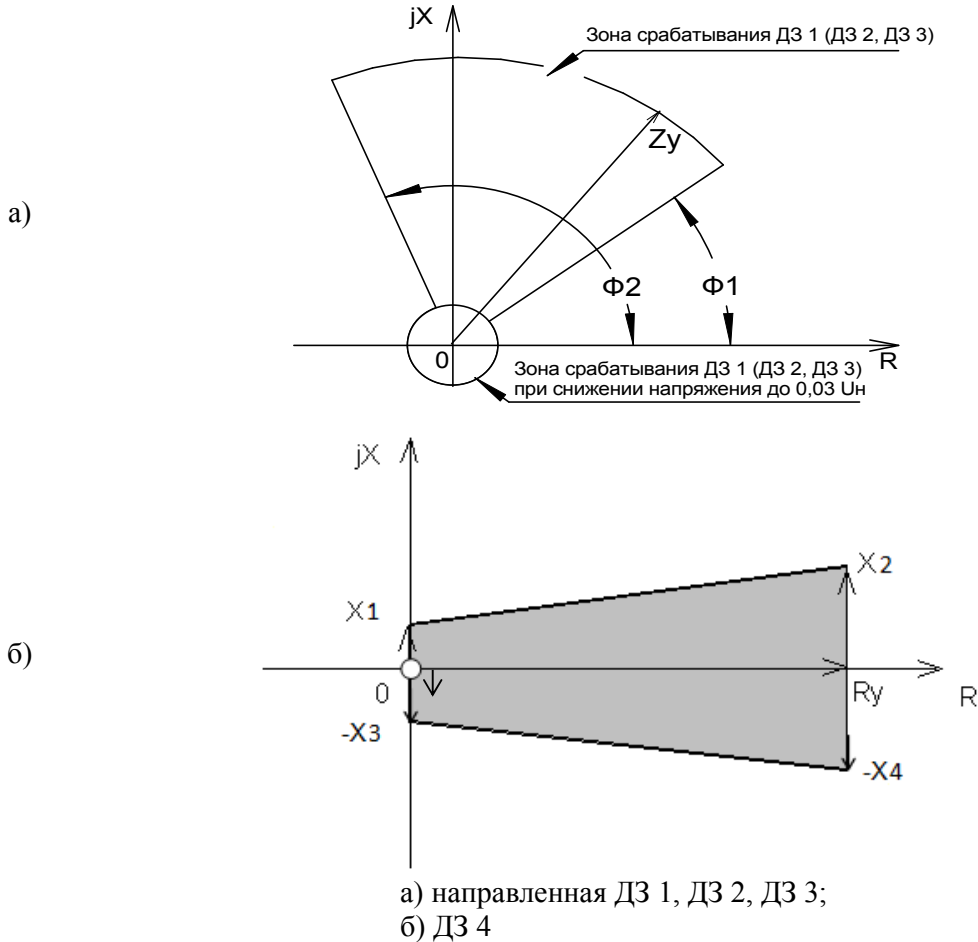 jX
Зона срабатывания ДЗ 1 (ДЗ 2, ДЗ 3)
Zу
а)
Ф2
Ф1
0
R
Зона срабатывания ДЗ 1 (ДЗ 2, ДЗ 3)
при снижении напряжения до 0,03 Uн
jX
X2
X1
б)
0
Rу
R
-X3
-X4
а) направленная ДЗ 1, ДЗ 2, ДЗ 3;
б) ДЗ 4